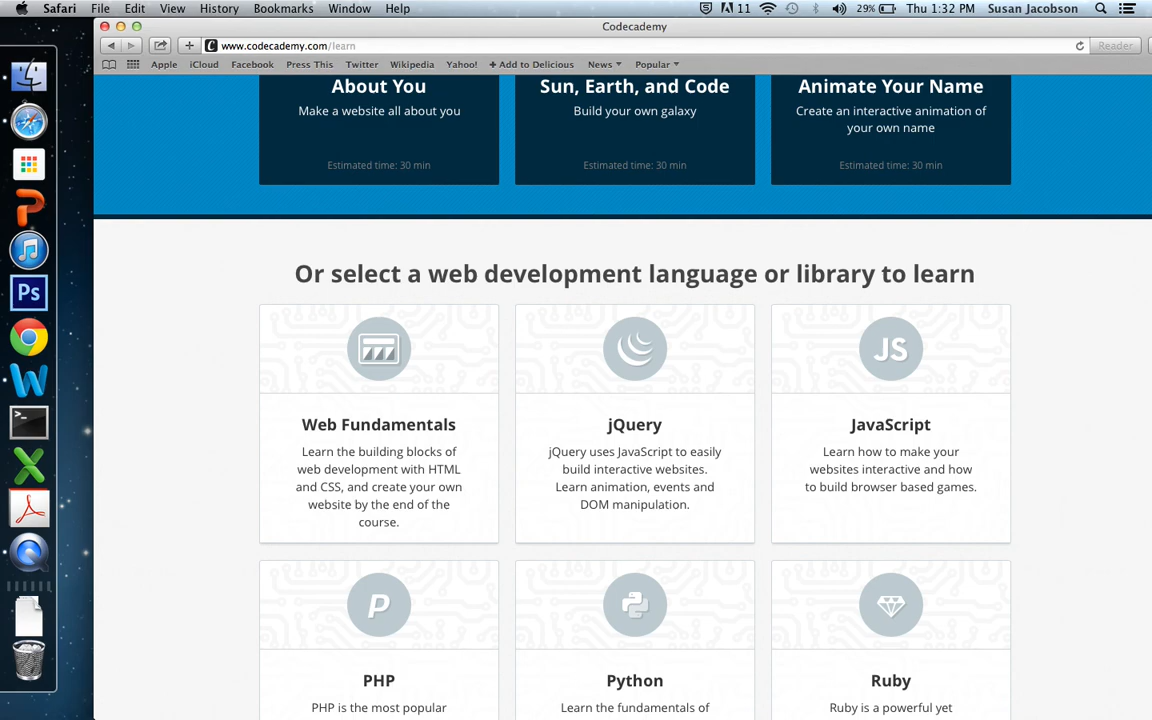 Safari File Edit View History Bookmarks Window Help 11 29% Thu 1:32 PM Susan Jacobson
Codecademy
www.codecademy.com/learn Reader
Apple iCloud Facebook Press This Twitter Wikipedia Yahoo! + Add to Delicious News Popular
About You
Make a website all about you
Estimated time: 30 min
Sun, Earth, and Code
Build your own galaxy
Estimated time: 30 min
Animate Your Name
Create an interactive animation of
your own name
Estimated time: 30 min
Or select a web development language or library to learn
Web Fundamentals
Learn the building blocks of
web development with HTML
and CSS, and create your own
website by the end of the
course.
jQuery
jQuery uses JavaScript to easily
build interactive websites.
Learn animation, events and
DOM manipulation.
JS
JavaScript
Learn how to make your
websites interactive and how
to build browser based games.
P
PHP
PHP is the most popular
Python
Learn the fundamentals of
Ruby
Ruby is a powerful yet
Ps